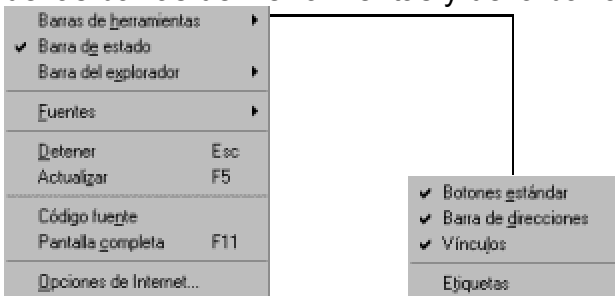 Barras de herramientas
Barra de estado
Barra del explorador
Fuentes
Detener Esc
Actualizar F5
Código fuente
Pantalla completa F11
Opciones de Internet...
Botones estándar
Barra de direcciones
Vínculos
Etiquetas